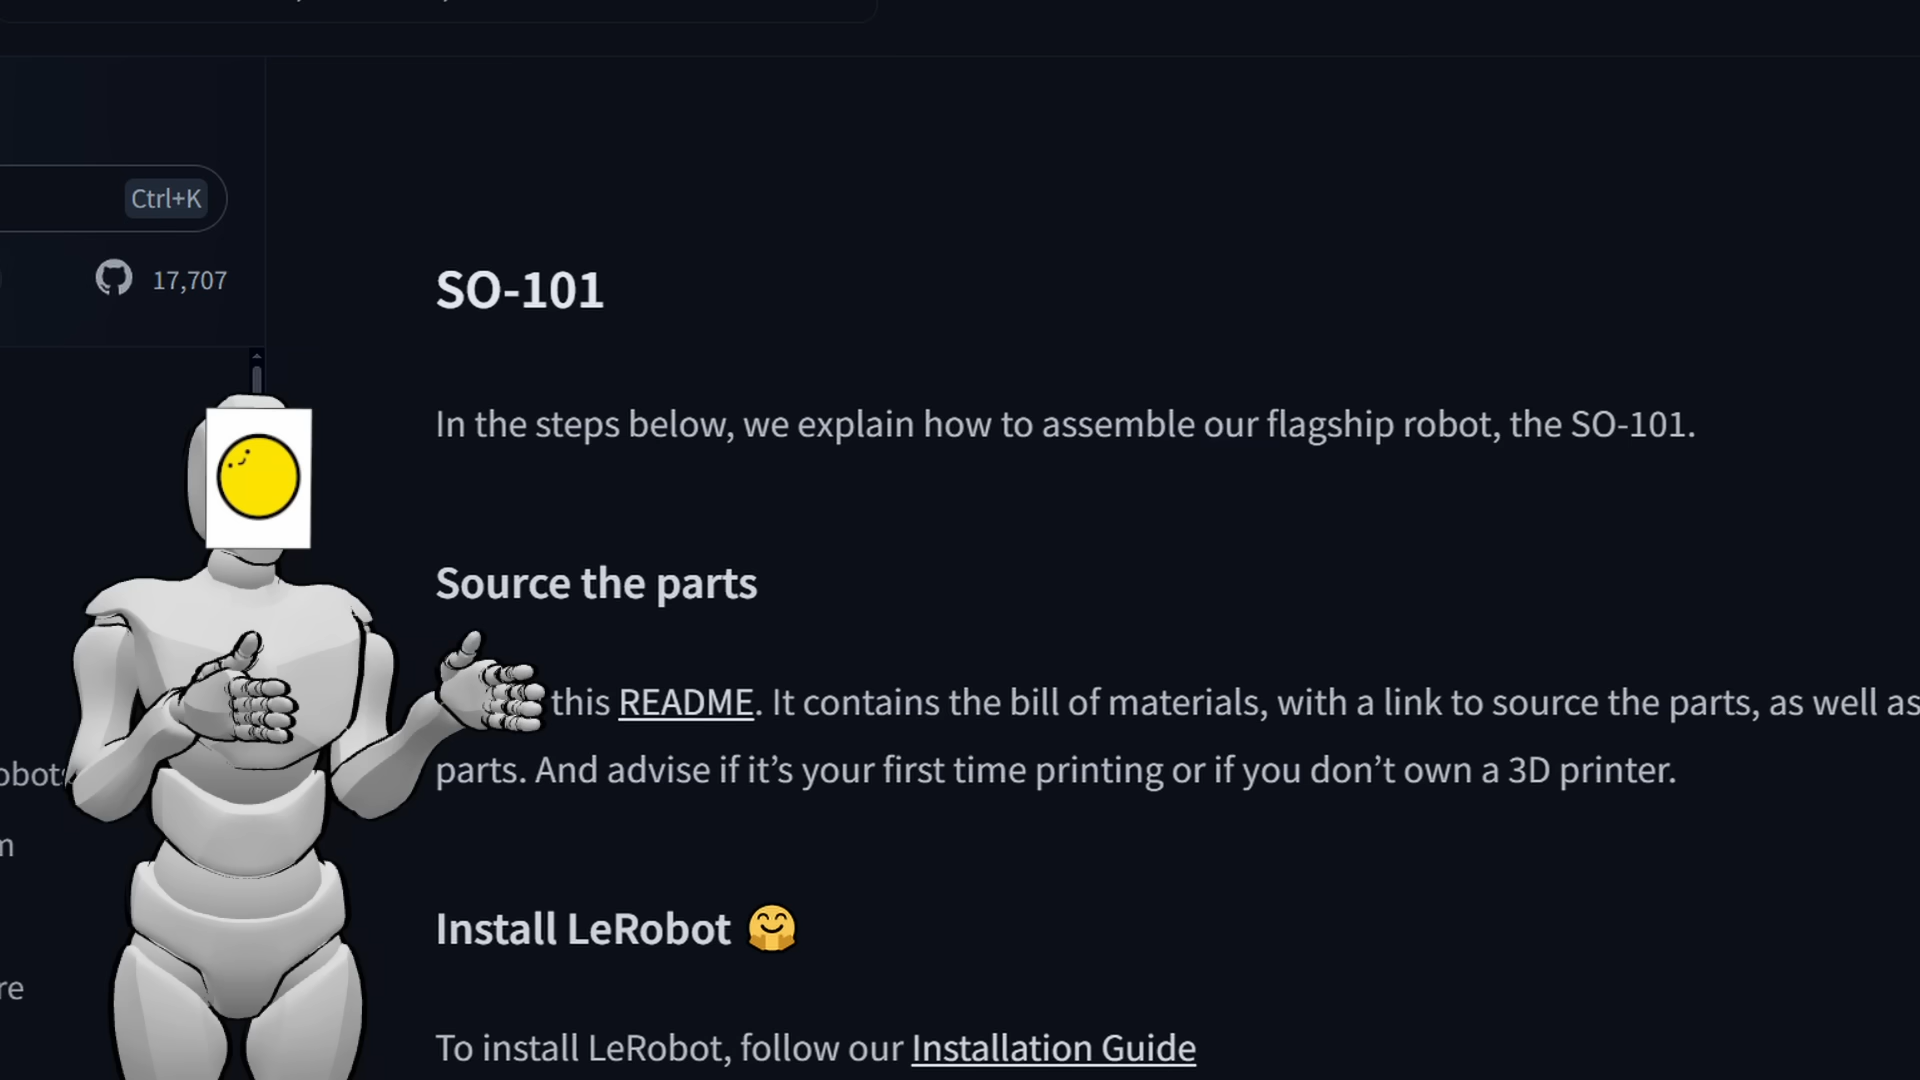 Ctrl+K
17,707
SO-101
In the steps below, we explain how to assemble our flagship robot, the SO-101.
Source the parts
this README. It contains the bill of materials, with a link to source the parts, as well as
parts. And advise if it’s your first time printing or if you don’t own a 3D printer.
Install LeRobot 🤗
To install LeRobot, follow our Installation Guide